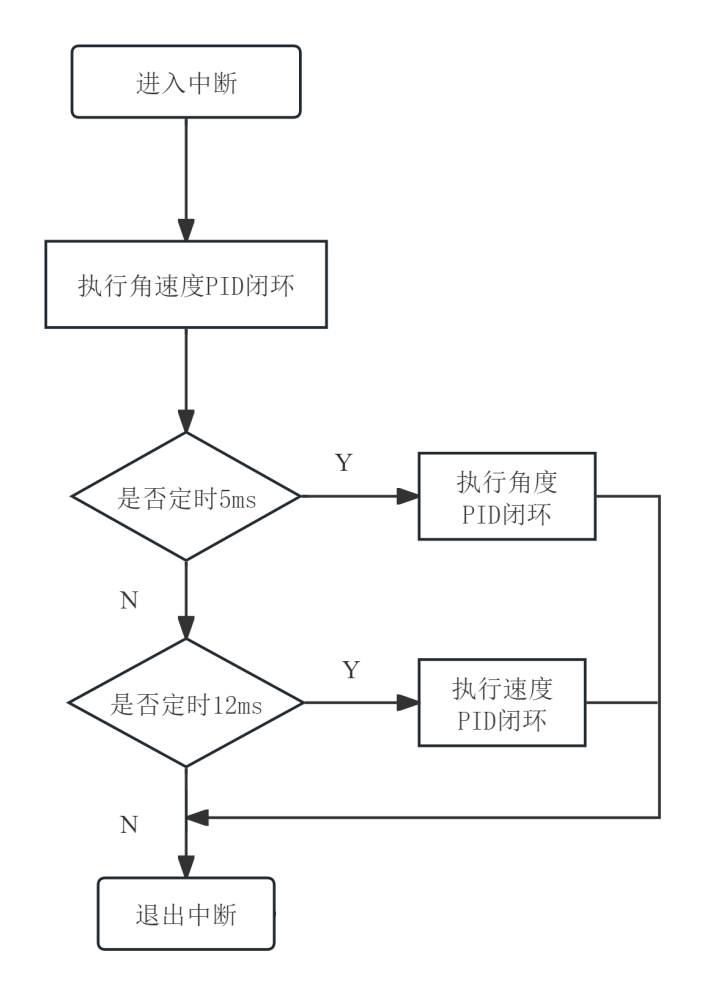 进入中断
执行角速度PID闭环
是否定时5ms
Y
执行角度
PID闭环
N
是否定时12ms
Y
执行速度
PID闭环
N
退出中断